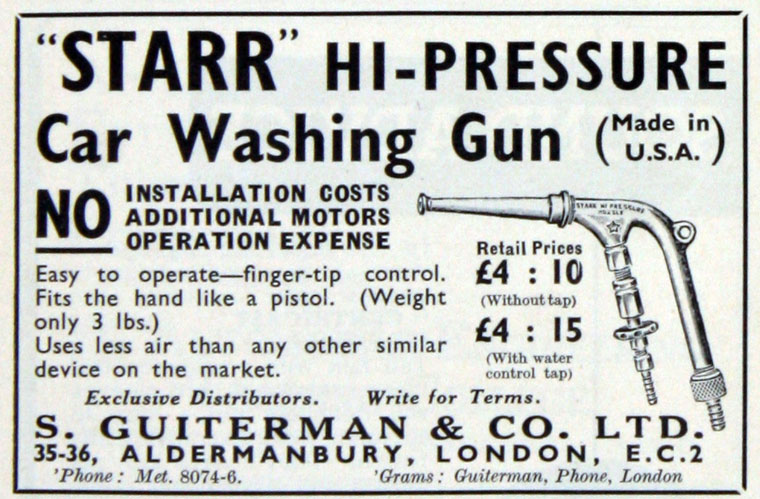 "STARR" HI-PRESSURE
Car Washing Gun (Made in U.S.A.)
NO INSTALLATION COSTS
ADDITIONAL MOTORS
OPERATION EXPENSE
STARR HI PRESSURE
Easy to operate—finger-tip control.
Fits the hand like a pistol. (Weight
only 3 lbs.)
Uses less air than any other similar
device on the market.
Retail Prices
£4 : 10
(Without tap)
£4 : 15
(With water
control tap)
Exclusive Distributors. Write for Terms.
S. GUITERMAN & CO. LTD.
35-36, ALDERMANBURY, LONDON, E.C.2
'Phone: Met. 8074-6. 'Grams: Guiterman, Phone, London